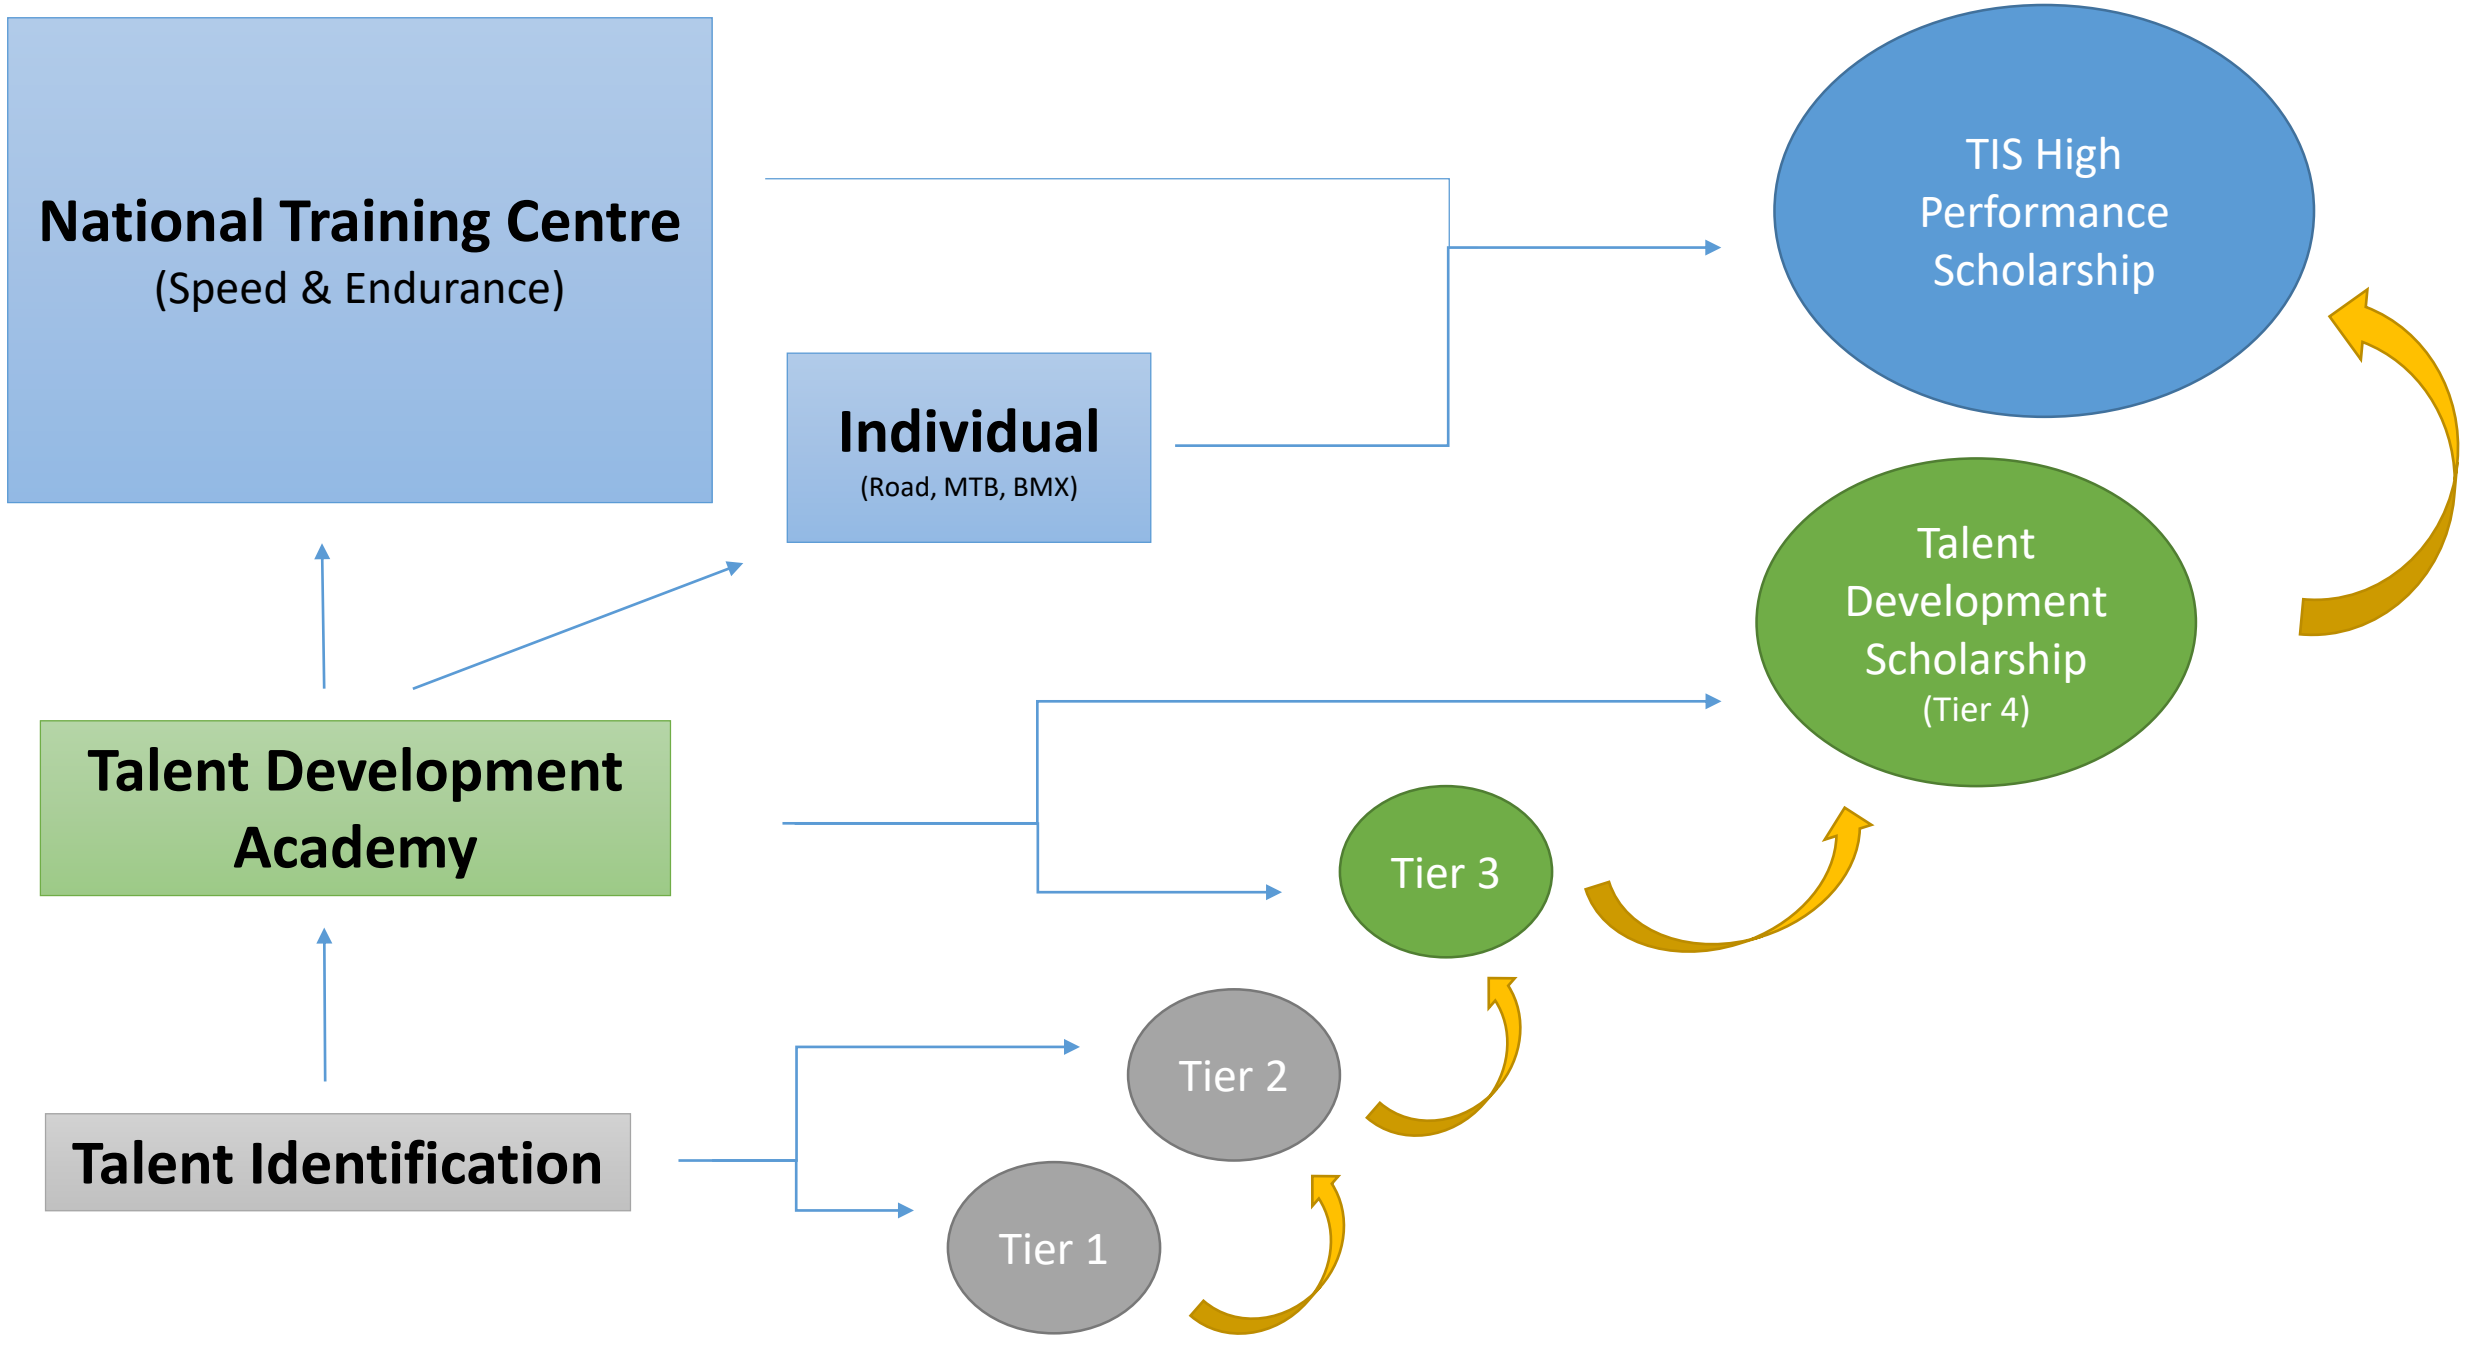 National Training Centre
(Speed & Endurance)
TIS High
Performance
Scholarship
Individual
(Road, MTB, BMX)
Talent
Development
Scholarship
(Tier 4)
Talent Development
Academy
Tier 3
Tier 2
Talent Identification
Tier 1